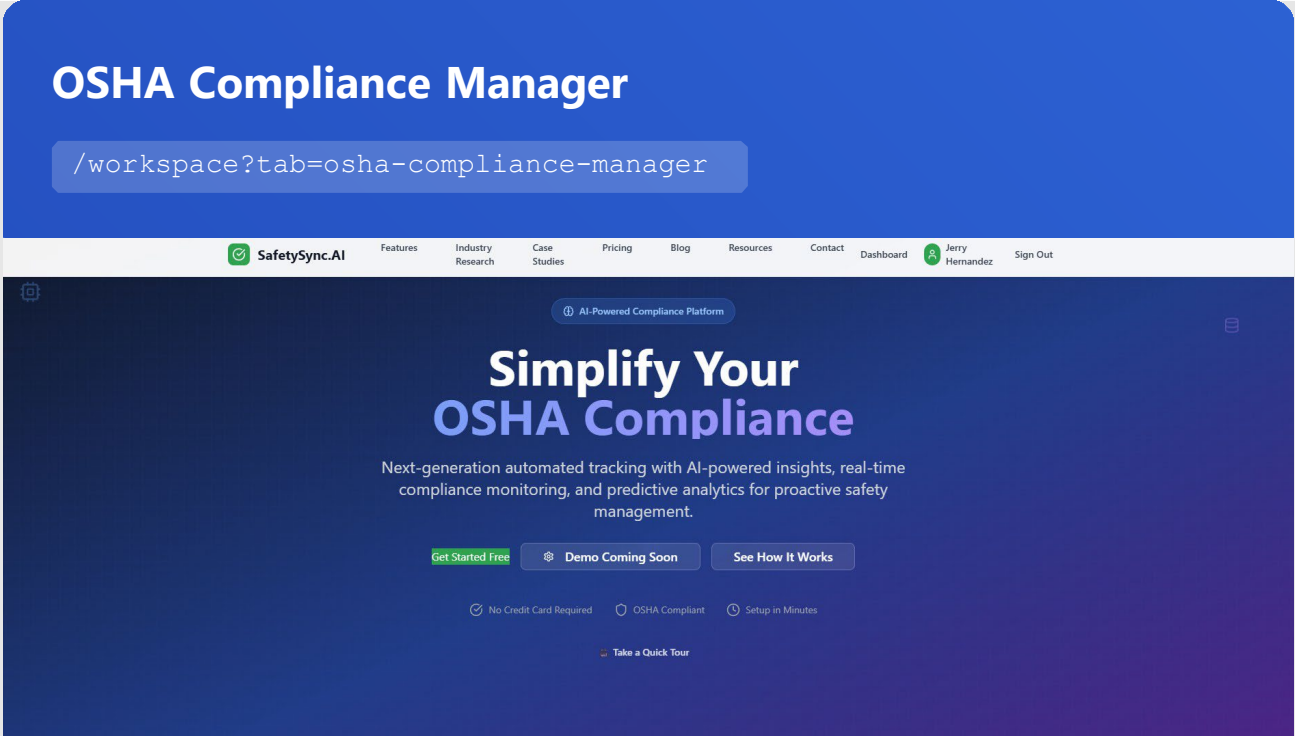 OSHA Compliance Manager
/workspace?tab=osha-compliance-manager
SafetySync.AI
Features
Industry
Research
Case
Studies
Pricing
Blog
Resources
Contact
Dashboard
Jerry
Hernandez
Sign Out
AI-Powered Compliance Platform
Simplify Your
OSHA Compliance
Next-generation automated tracking with AI-powered insights, real-time
compliance monitoring, and predictive analytics for proactive safety
management.
Get Started Free
Demo Coming Soon
See How It Works
No Credit Card Required
OSHA Compliant
Setup in Minutes
Take a Quick Tour